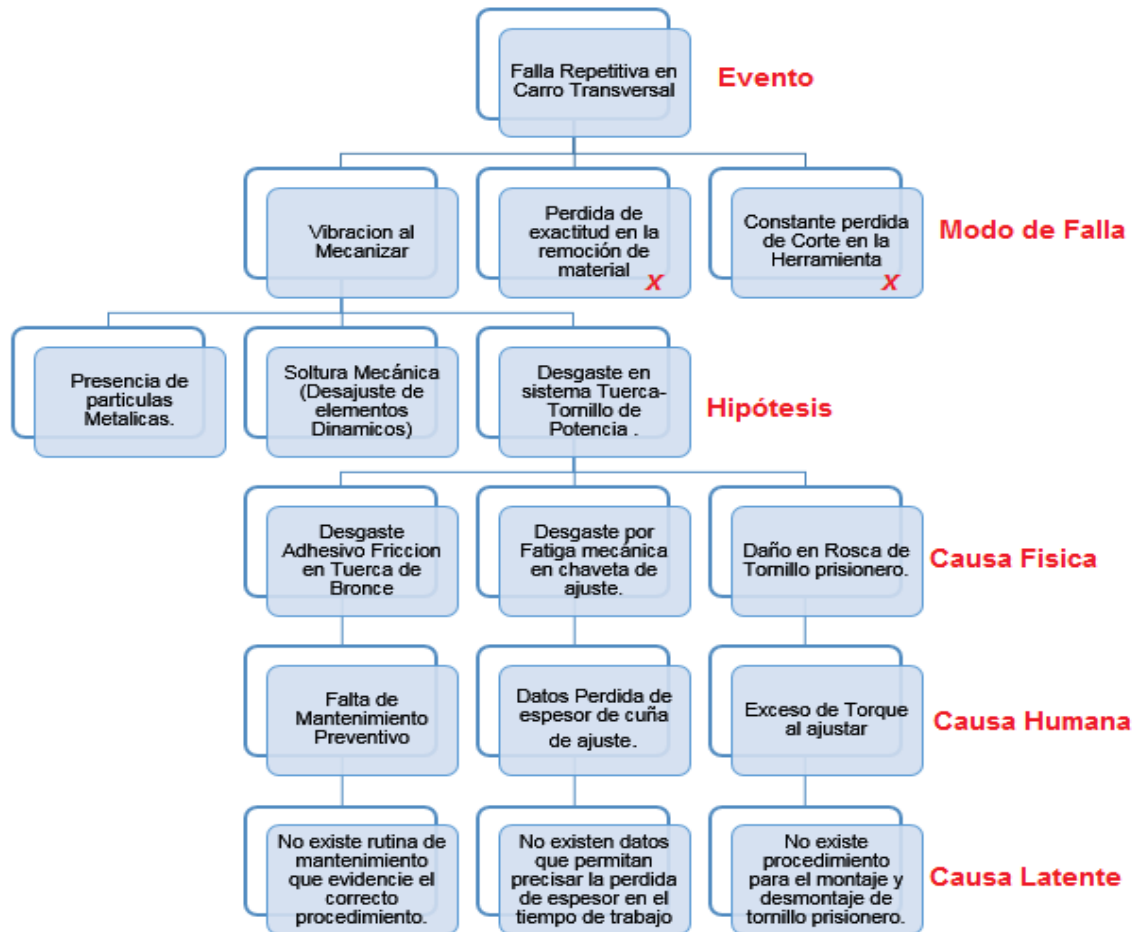 Falla Repetitiva en
Carro Transversal
Evento
Vibracion al
Mecanizar
Perdida de
exactitud en la
remoción de
material
X
Constante perdida
de Corte en la
Herramienta
X
Modo de Falla
Presencia de
particulas
Metalicas.
Soltura Mecánica
(Desajuste de
elementos
Dinamicos)
Desgaste en
sistema Tuerca-
Tornillo de
Potencia .
Hipótesis
Desgaste
Adhesivo Friccion
en Tuerca de
Bronce
Desgaste por
Fatiga mecánica
en chaveta de
ajuste.
Daño en Rosca de
Tornillo prisionero.
Causa Fisica
Falta de
Mantenimiento
Preventivo
Datos Perdida de
espesor de cuña
de ajuste.
Exceso de Torque
al ajustar
Causa Humana
No existe rutina de
mantenimiento
que evidencie el
correcto
procedimiento.
No existen datos
que permitan
precisar la perdida
de espesor en el
tiempo de trabajo
No existe
procedimiento
para el montaje y
desmontaje de
tornillo prisionero.
Causa Latente